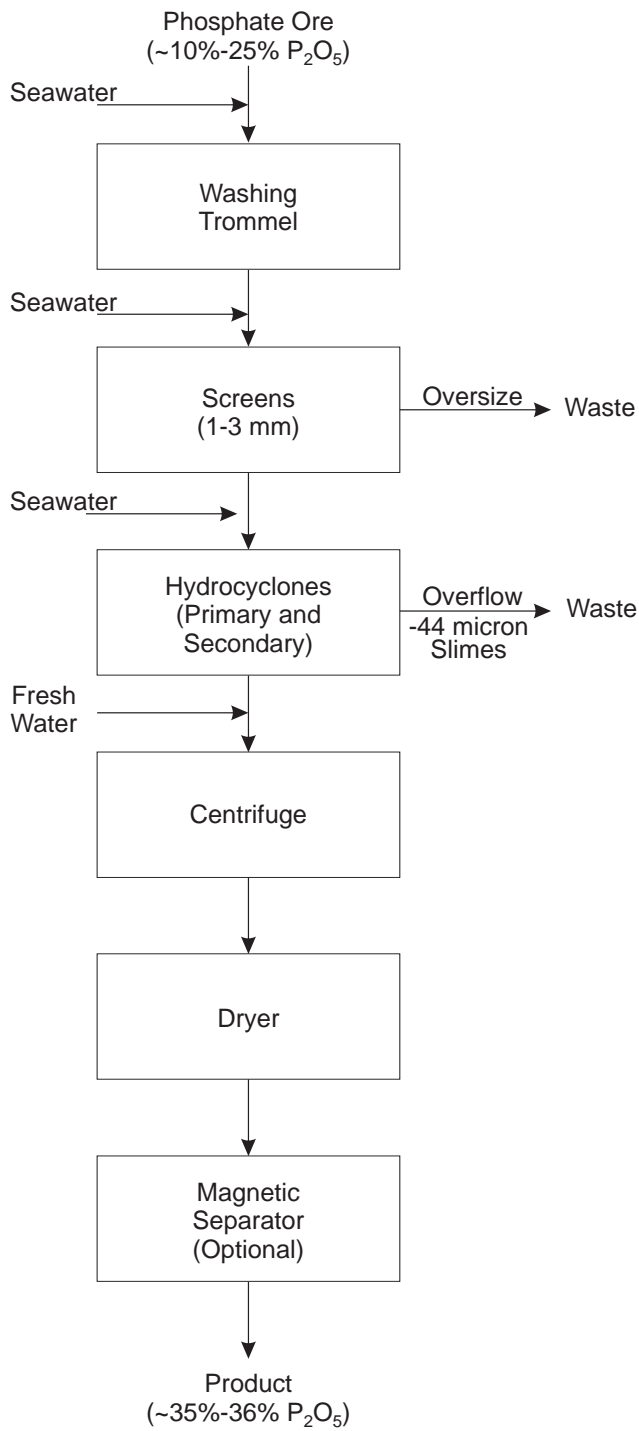 Phosphate Ore
(~10%-25% P₂O₅)
Seawater
Washing
Trommel
Seawater
Screens
(1-3 mm)
Oversize
Waste
Seawater
Hydrocyclones
(Primary and
Secondary)
Overflow
-44 micron
Slimes
Waste
Fresh
Water
Centrifuge
Dryer
Magnetic
Separator
(Optional)
Product
(~35%-36% P₂O₅)